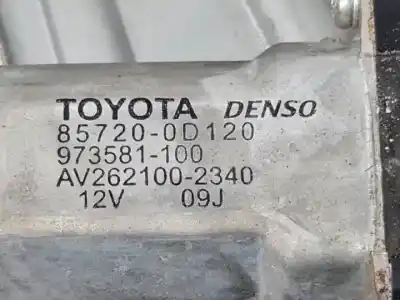 TOYOTA DENSO
85720-0D120
973581-100
AV262100-2340
12V 09J